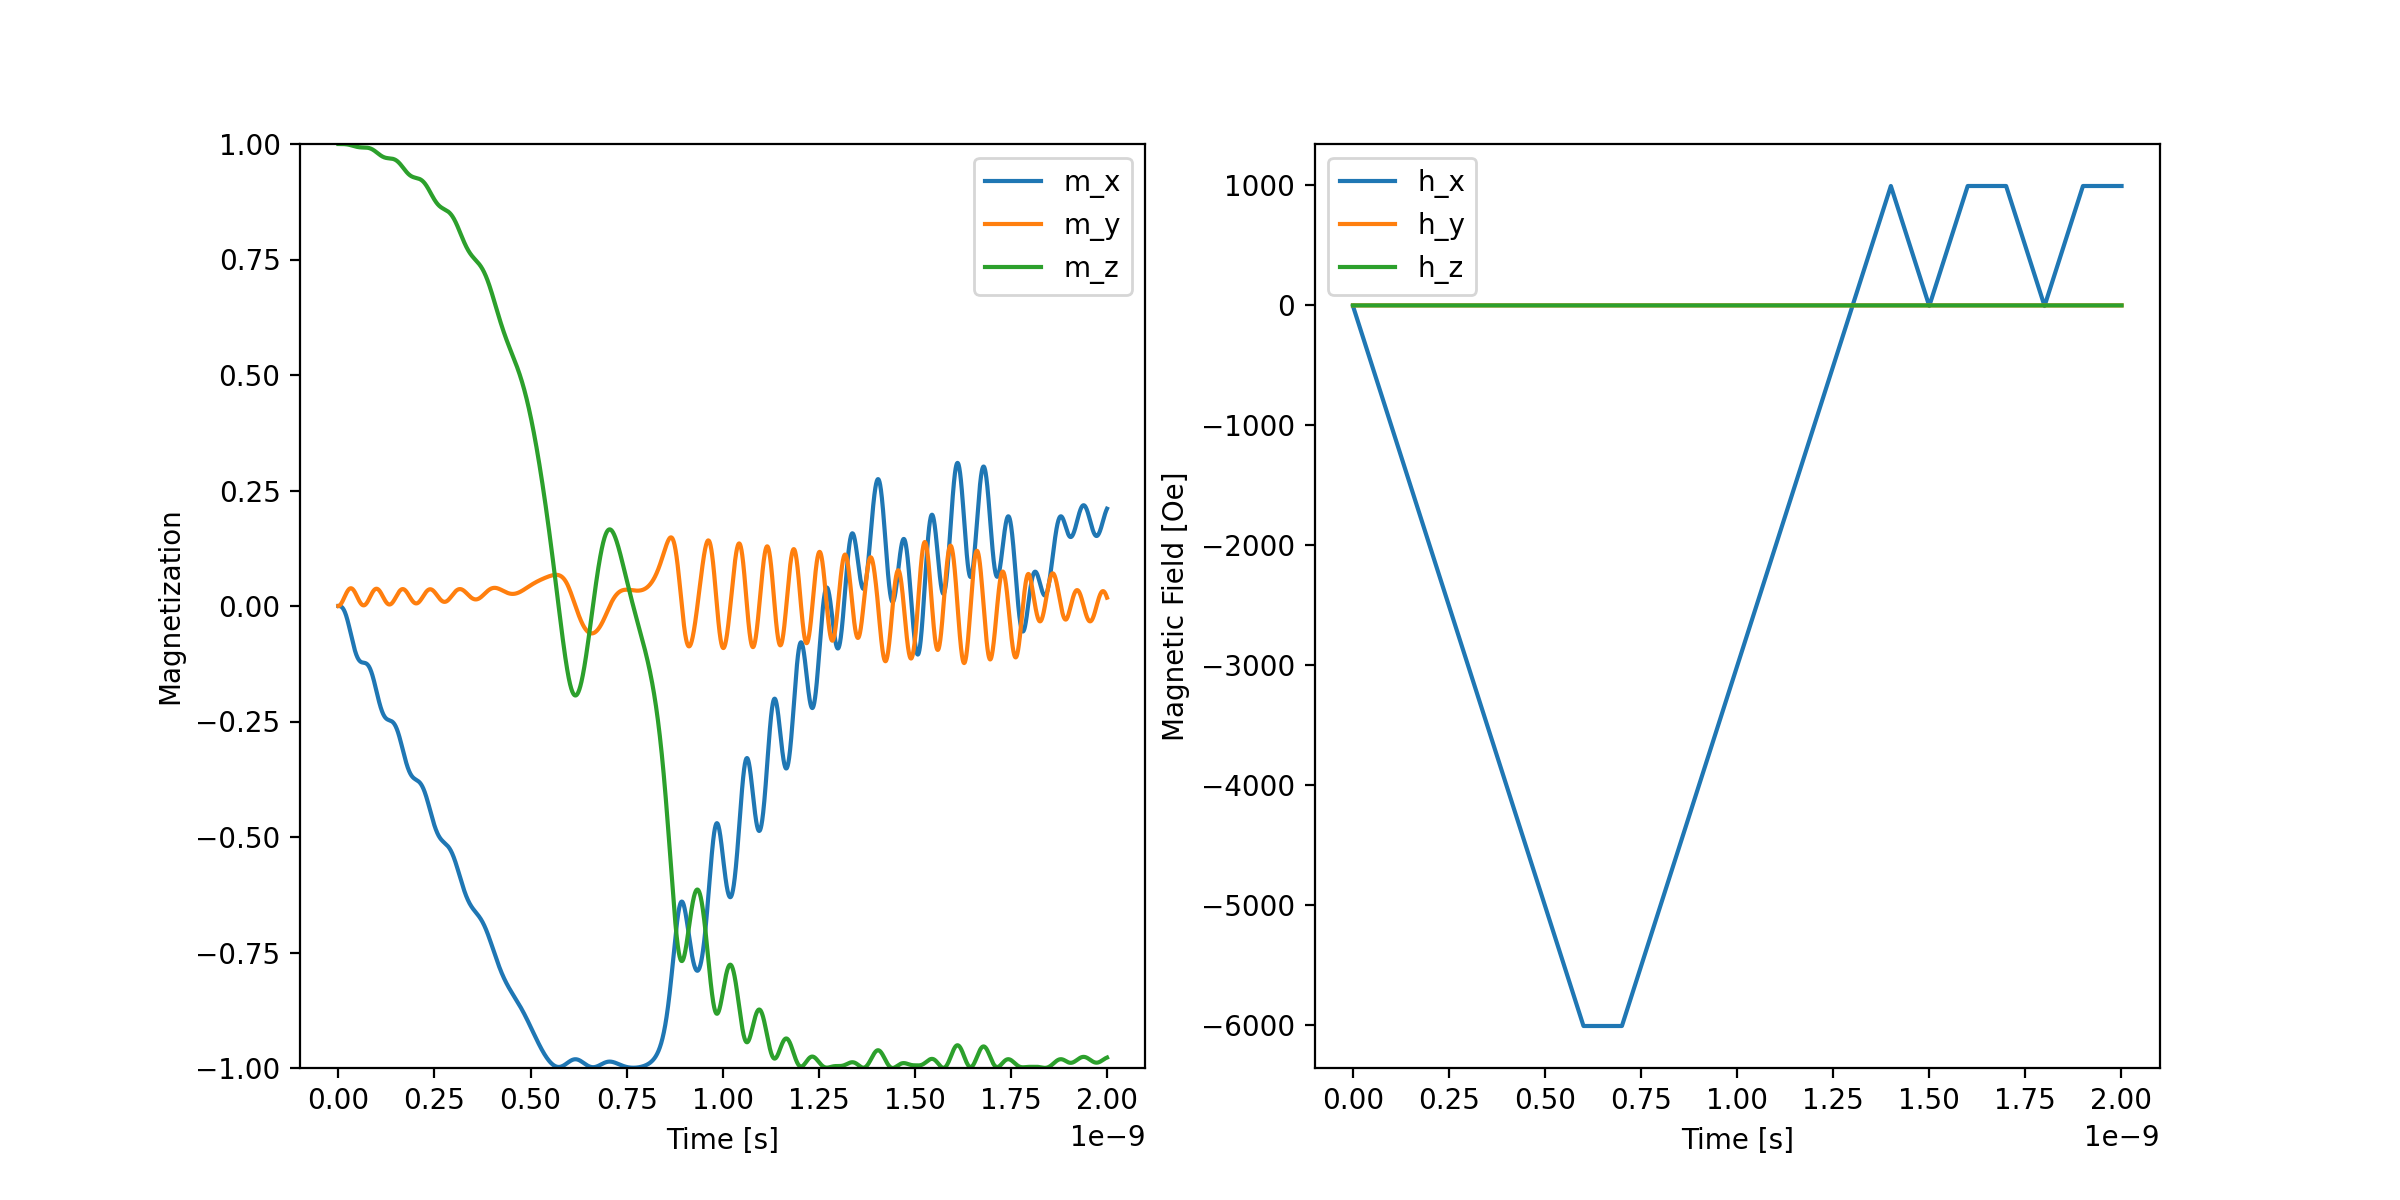 1.00
0.75
0.50
0.25
0.00
−0.25
−0.50
−0.75
−1.00
Magnetization
m_x
m_y
m_z
0.00 0.25 0.50 0.75 1.00 1.25 1.50 1.75 2.00
Time [s]
1e−9
1000
0
−1000
−2000
−3000
−4000
−5000
−6000
Magnetic Field [Oe]
h_x
h_y
h_z
0.00 0.25 0.50 0.75 1.00 1.25 1.50 1.75 2.00
Time [s]
1e−9